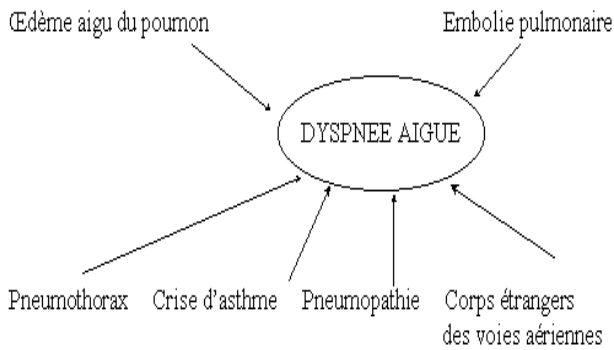 Œdème aigu du poumon
Embolie pulmonaire
DYSPNEE AIGUE
Pneumothorax
Crise d'asthme
Pneumopathie
Corps étrangers
des voies aériennes